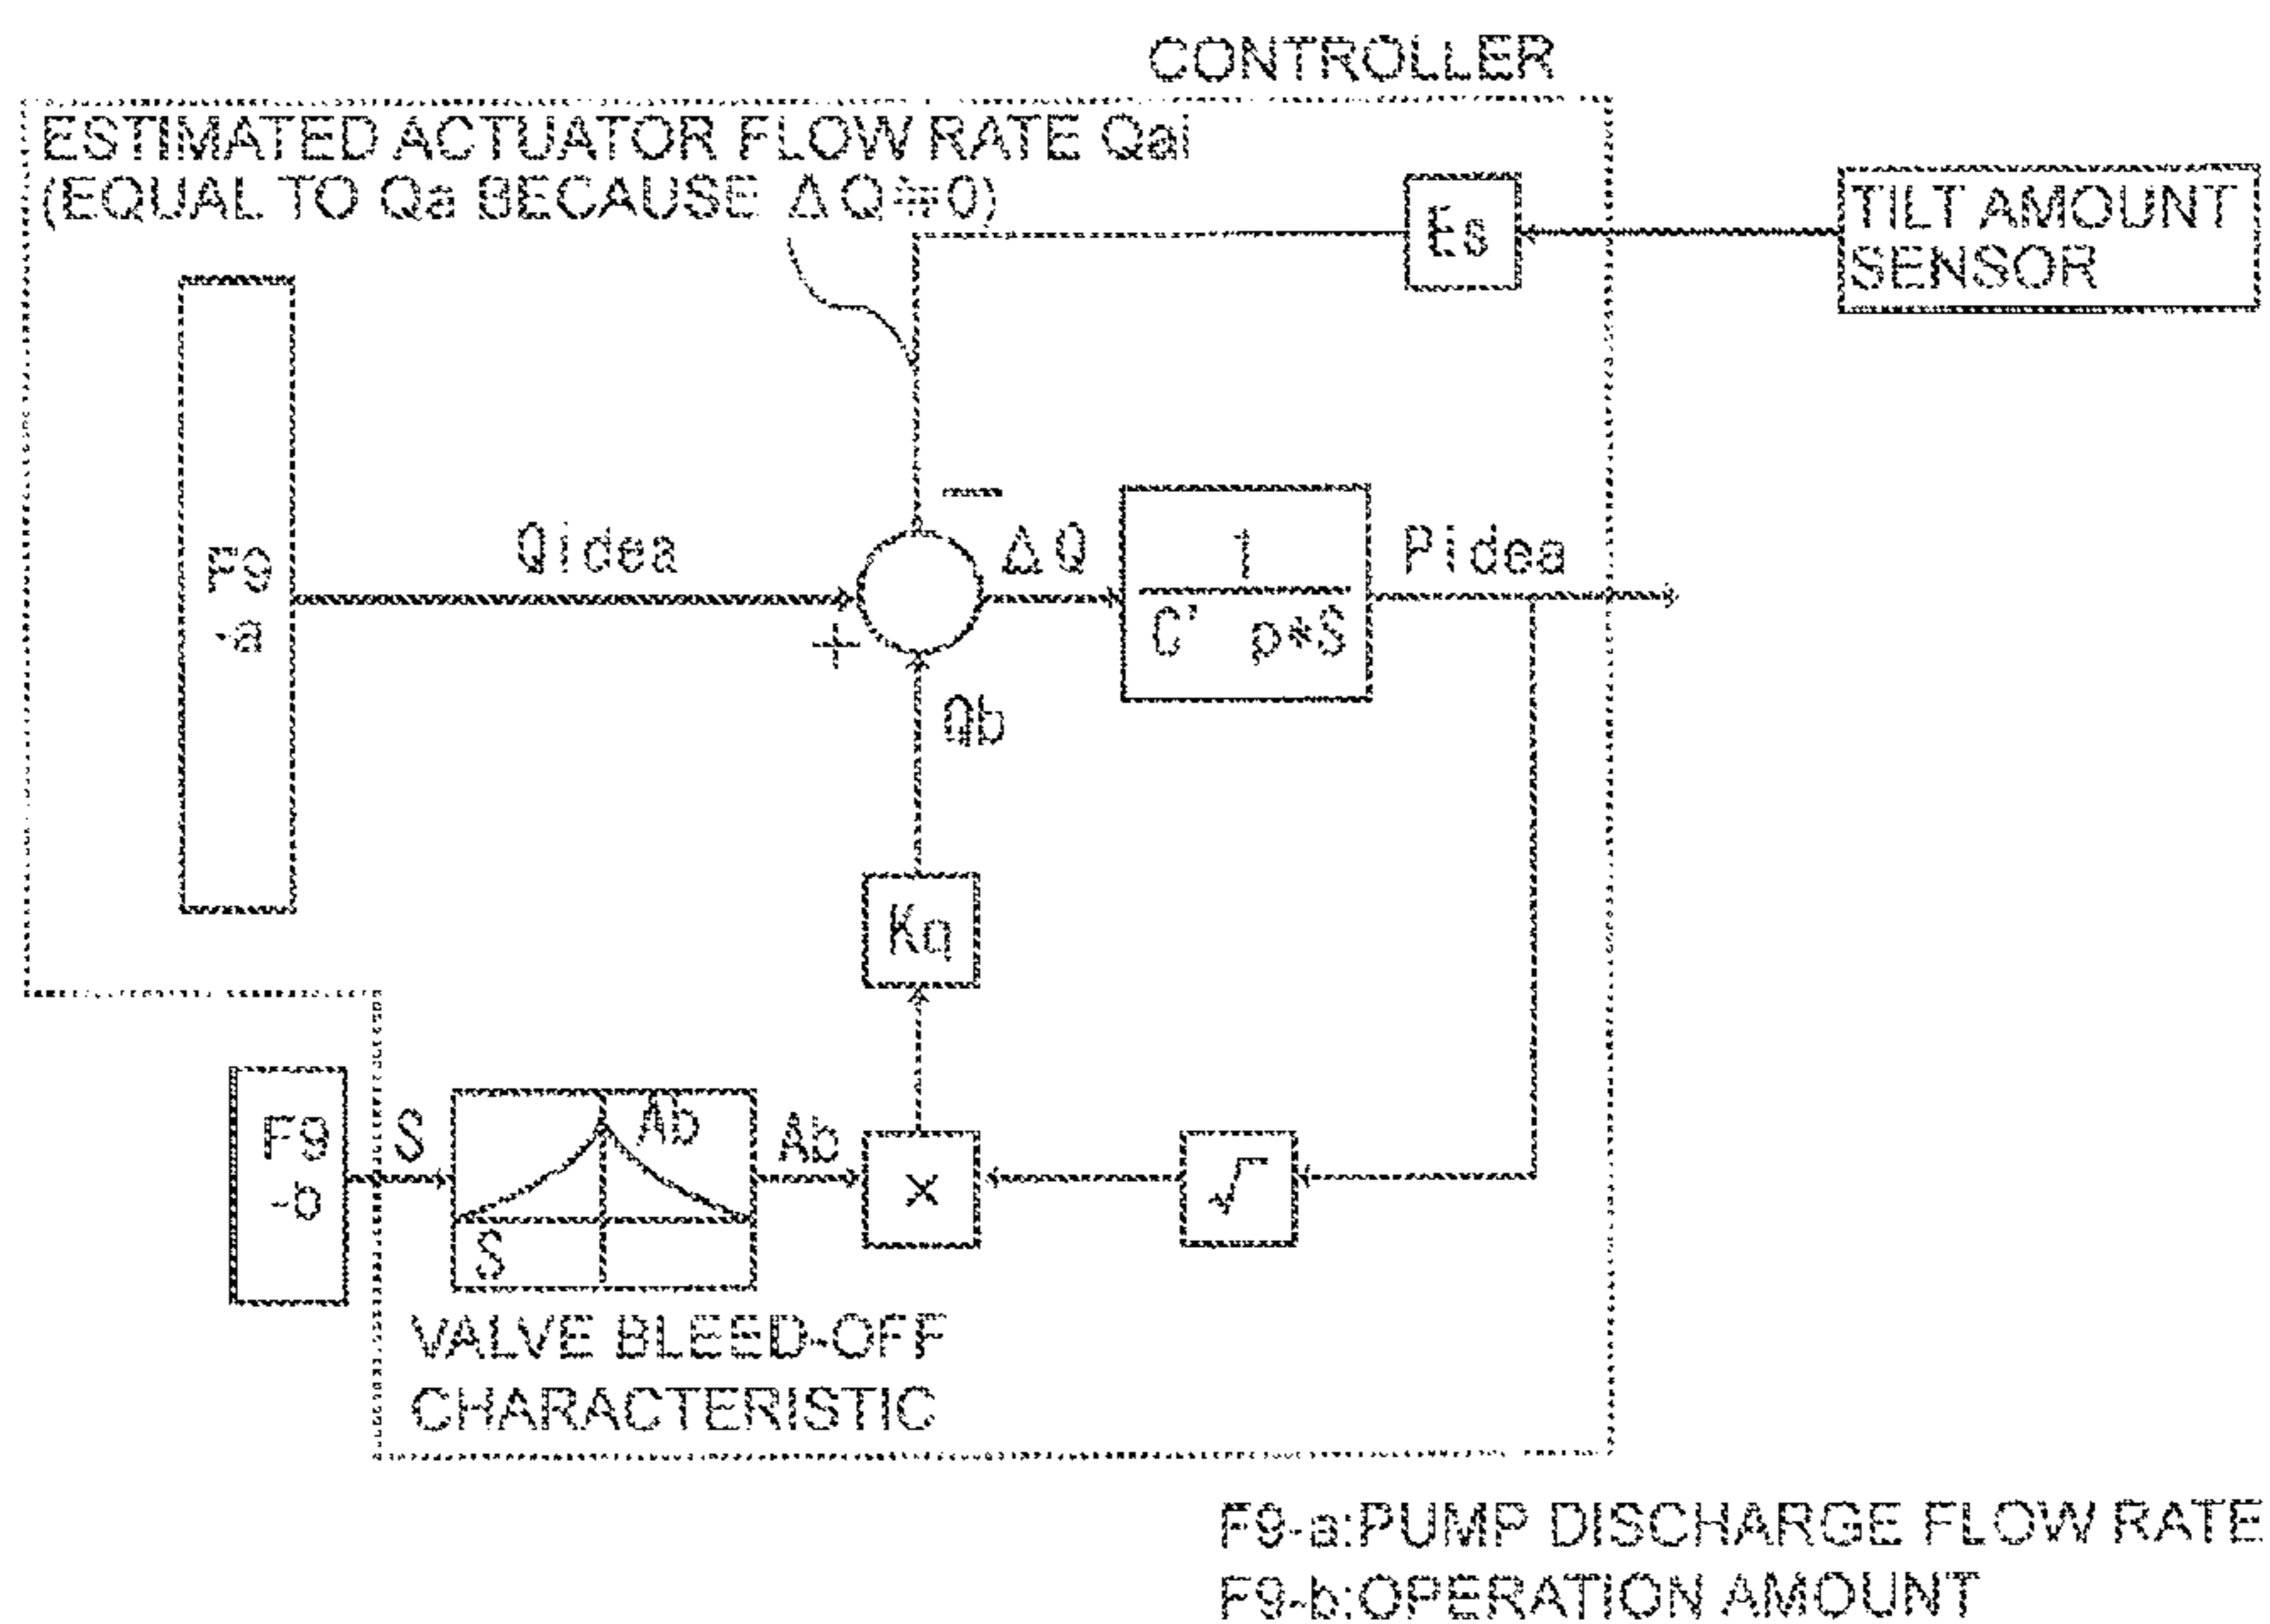 CONTROLLER
ESTIMATED ACTUATOR FLOW RATE Qai
(EQUAL TO Qa BECAUSE ΔQ≒0)
Es
TILT AMOUNT
SENSOR
F9
-a
Qidea
−
+
ΔQ
1
C' p*S
Pidea
Qb
Kq
F9
-b
S
Ab
S
Ab
×
√
VALVE BLEED-OFF
CHARACTERISTIC
F9-a:PUMP DISCHARGE FLOW RATE
F9-b:OPERATION AMOUNT